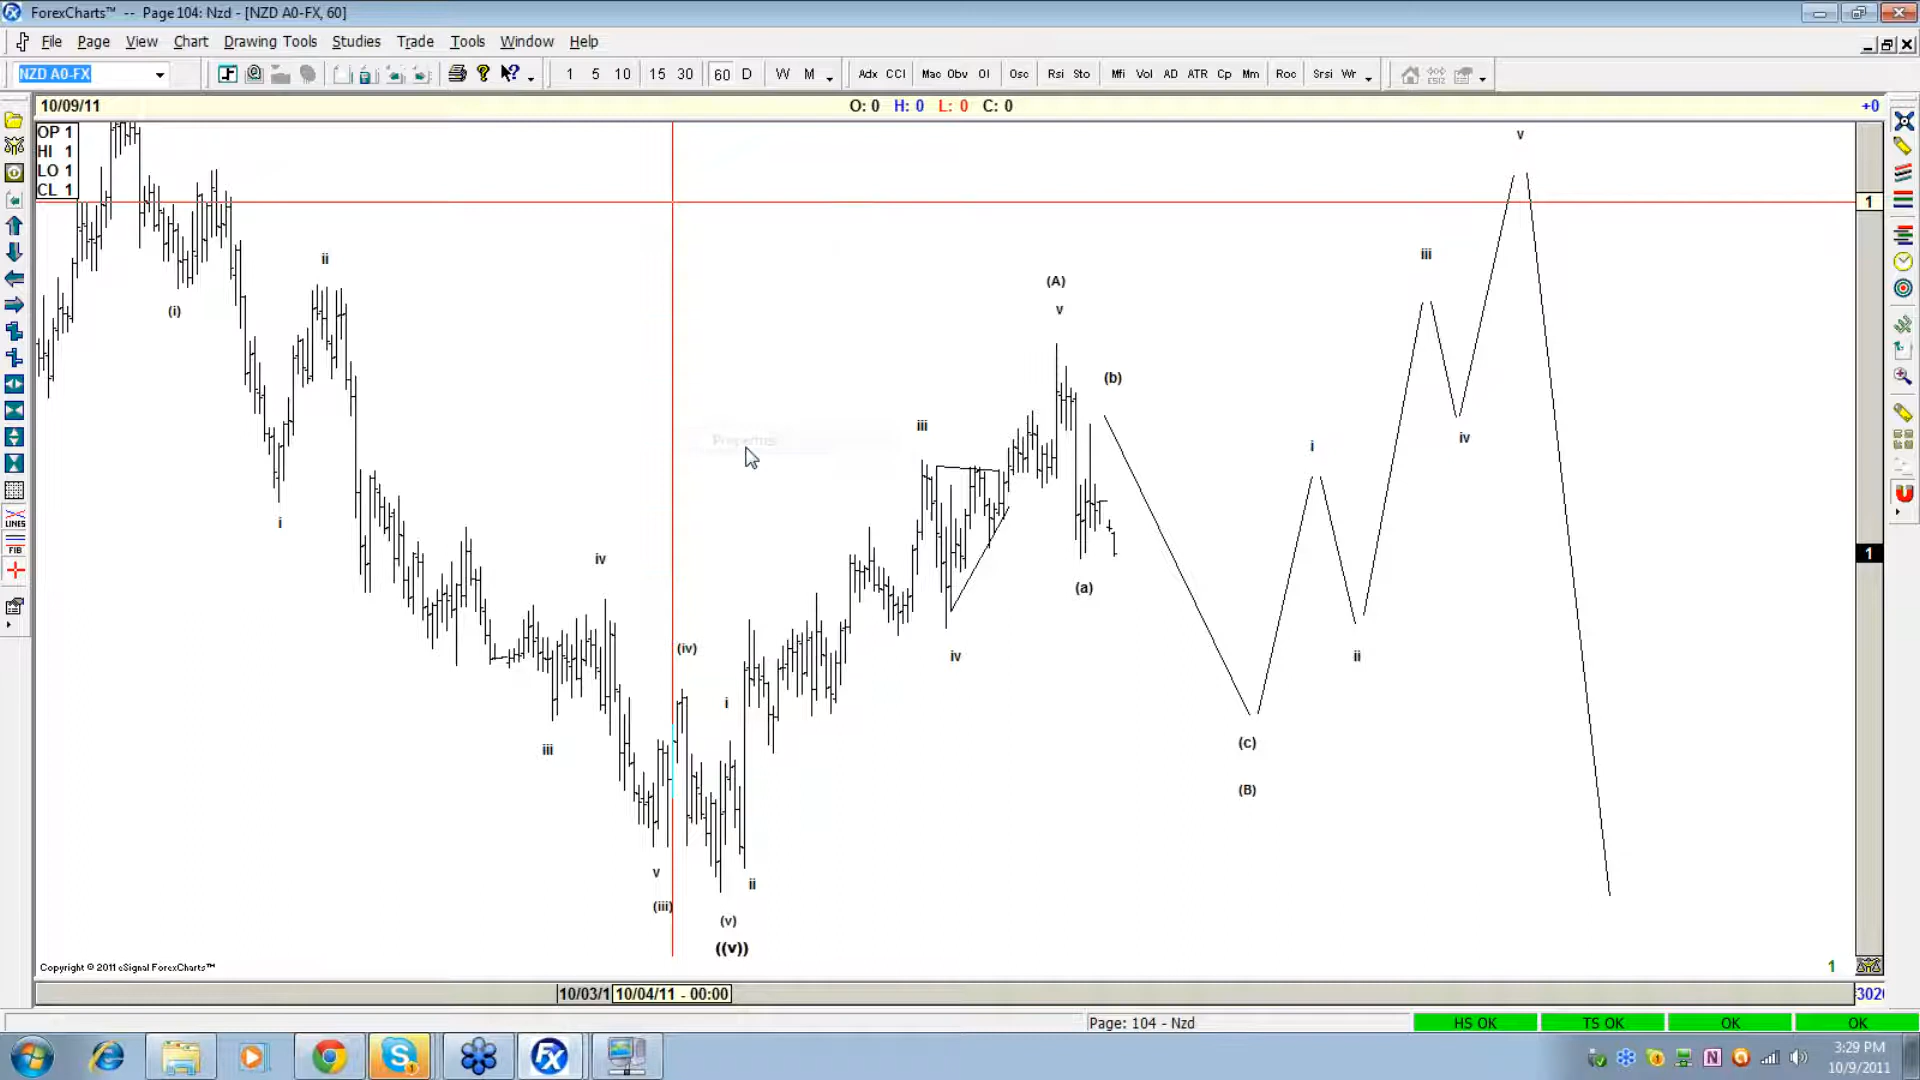 ForexCharts™ -- Page 104: Nzd - [NZD A0-FX, 60]
File Page View Chart Drawing Tools Studies Trade Tools Window Help
NZD A0-FX 1 5 10 15 30 60 D W M Adx CCI Mac Obv OI Osc Rsi Sto Mfi Vol AD ATR Cp Mm Roc Srsi Wr
10/09/11 O: 0 H: 0 L: 0 C: 0 +0
OP 1
HI 1
LO 1
CL 1
v
1
ii
iii
(A)
(i)
v
(b)
iii
iv
i
i
LINES
FIB
iv
1
(a)
(iv)
iv
ii
i
iii
(c)
(B)
v
ii
(iii)
(v)
((v))
Copyright © 2011 eSignal ForexCharts™
1
10/03/1 10/04/11 - 00:00
Page: 104 - Nzd HS OK TS OK OK OK
3:29 PM
10/9/2011